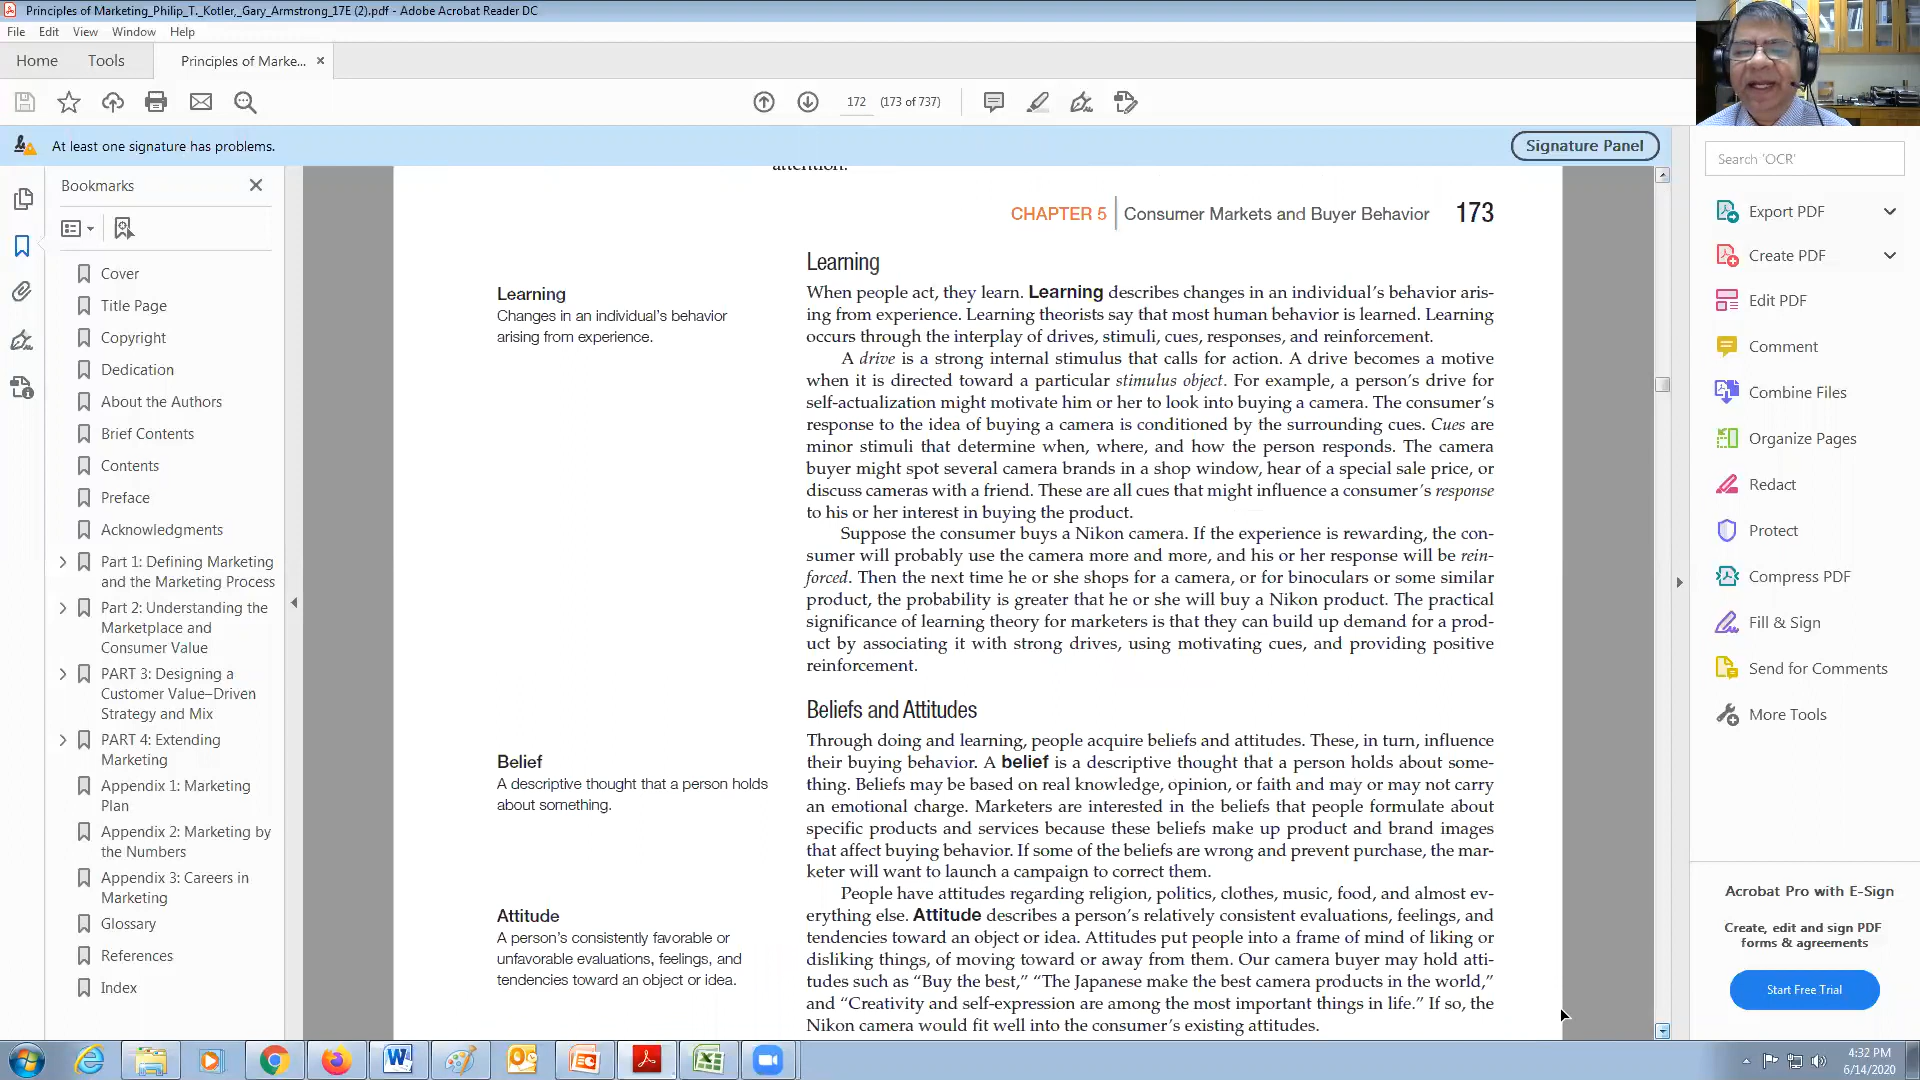 Principles of Marketing_Philip_T._Kotler,_Gary_Armstrong_17E (2).pdf - Adobe Acrobat Reader DC
File Edit View Window Help
Home Tools Principles of Marke... ×
172 (173 of 737)
At least one signature has problems.
Signature Panel
Bookmarks
Cover
Title Page
Copyright
Dedication
About the Authors
Brief Contents
Contents
Preface
Acknowledgments
Part 1: Defining Marketing
and the Marketing Process
Part 2: Understanding the
Marketplace and
Consumer Value
PART 3: Designing a
Customer Value–Driven
Strategy and Mix
PART 4: Extending
Marketing
Appendix 1: Marketing
Plan
Appendix 2: Marketing by
the Numbers
Appendix 3: Careers in
Marketing
Glossary
References
Index
attention.
CHAPTER 5 | Consumer Markets and Buyer Behavior 173
Learning
Changes in an individual's behavior
arising from experience.
Learning
When people act, they learn. Learning describes changes in an individual's behavior aris-
ing from experience. Learning theorists say that most human behavior is learned. Learning
occurs through the interplay of drives, stimuli, cues, responses, and reinforcement.
A drive is a strong internal stimulus that calls for action. A drive becomes a motive
when it is directed toward a particular stimulus object. For example, a person's drive for
self-actualization might motivate him or her to look into buying a camera. The consumer's
response to the idea of buying a camera is conditioned by the surrounding cues. Cues are
minor stimuli that determine when, where, and how the person responds. The camera
buyer might spot several camera brands in a shop window, hear of a special sale price, or
discuss cameras with a friend. These are all cues that might influence a consumer's response
to his or her interest in buying the product.
Suppose the consumer buys a Nikon camera. If the experience is rewarding, the con-
sumer will probably use the camera more and more, and his or her response will be rein-
forced. Then the next time he or she shops for a camera, or for binoculars or some similar
product, the probability is greater that he or she will buy a Nikon product. The practical
significance of learning theory for marketers is that they can build up demand for a prod-
uct by associating it with strong drives, using motivating cues, and providing positive
reinforcement.
Beliefs and Attitudes
Belief
A descriptive thought that a person holds
about something.
Through doing and learning, people acquire beliefs and attitudes. These, in turn, influence
their buying behavior. A belief is a descriptive thought that a person holds about some-
thing. Beliefs may be based on real knowledge, opinion, or faith and may or may not carry
an emotional charge. Marketers are interested in the beliefs that people formulate about
specific products and services because these beliefs make up product and brand images
that affect buying behavior. If some of the beliefs are wrong and prevent purchase, the mar-
keter will want to launch a campaign to correct them.
Attitude
A person's consistently favorable or
unfavorable evaluations, feelings, and
tendencies toward an object or idea.
People have attitudes regarding religion, politics, clothes, music, food, and almost ev-
erything else. Attitude describes a person's relatively consistent evaluations, feelings, and
tendencies toward an object or idea. Attitudes put people into a frame of mind of liking or
disliking things, of moving toward or away from them. Our camera buyer may hold atti-
tudes such as "Buy the best," "The Japanese make the best camera products in the world,"
and "Creativity and self-expression are among the most important things in life." If so, the
Nikon camera would fit well into the consumer's existing attitudes.
Search 'OCR'
Export PDF
Create PDF
Edit PDF
Comment
Combine Files
Organize Pages
Redact
Protect
Compress PDF
Fill & Sign
Send for Comments
More Tools
Acrobat Pro with E-Sign
Create, edit and sign PDF
forms & agreements
Start Free Trial
4:32 PM
6/14/2020